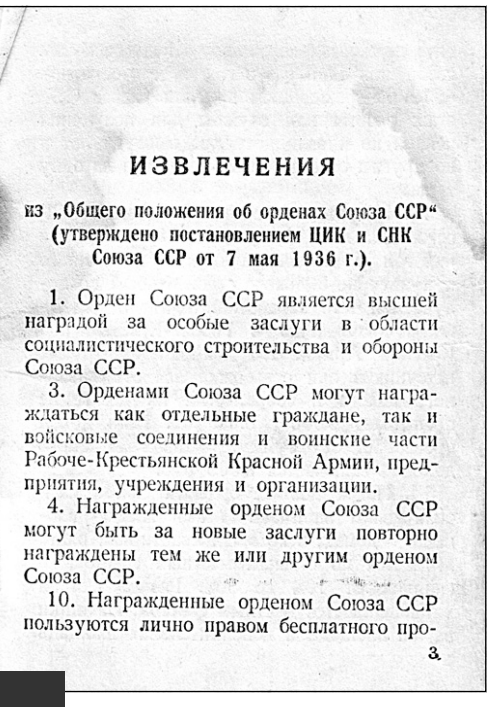 ИЗВЛЕЧЕНИЯ
из „Общего положения об орденах Союза ССР“
(утверждено постановлением ЦИК и СНК
Союза ССР от 7 мая 1936 г.).
1. Орден Союза ССР является высшей
наградой за особые заслуги в области
социалистического строительства и обороны
Союза ССР.
3. Орденами Союза ССР могут награ-
ждаться как отдельные граждане, так и
войсковые соединения и воинские части
Рабоче-Крестьянской Красной Армии, пред-
приятия, учреждения и организации.
4. Награжденные орденом Союза ССР
могут быть за новые заслуги повторно
награждены тем же или другим орденом
Союза ССР.
10. Награжденные орденом Союза ССР
пользуются лично правом бесплатного про-
3